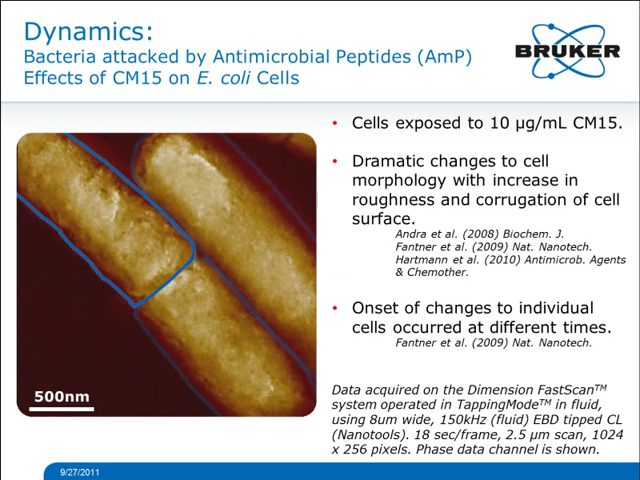 Dynamics:
Bacteria attacked by Antimicrobial Peptides (AmP)
Effects of CM15 on E. coli Cells
BRUKER
• Cells exposed to 10 µg/mL CM15.
• Dramatic changes to cell
morphology with increase in
roughness and corrugation of cell
surface.
Andra et al. (2008) Biochem. J.
Fantner et al. (2009) Nat. Nanotech.
Hartmann et al. (2010) Antimicrob. Agents
& Chemother.
• Onset of changes to individual
cells occurred at different times.
Fantner et al. (2009) Nat. Nanotech.
500nm
Data acquired on the Dimension FastScan™
system operated in TappingMode™ in fluid,
using 8um wide, 150kHz (fluid) EBD tipped CL
(Nanotools). 18 sec/frame, 2.5 µm scan, 1024
x 256 pixels. Phase data channel is shown.
9/27/2011